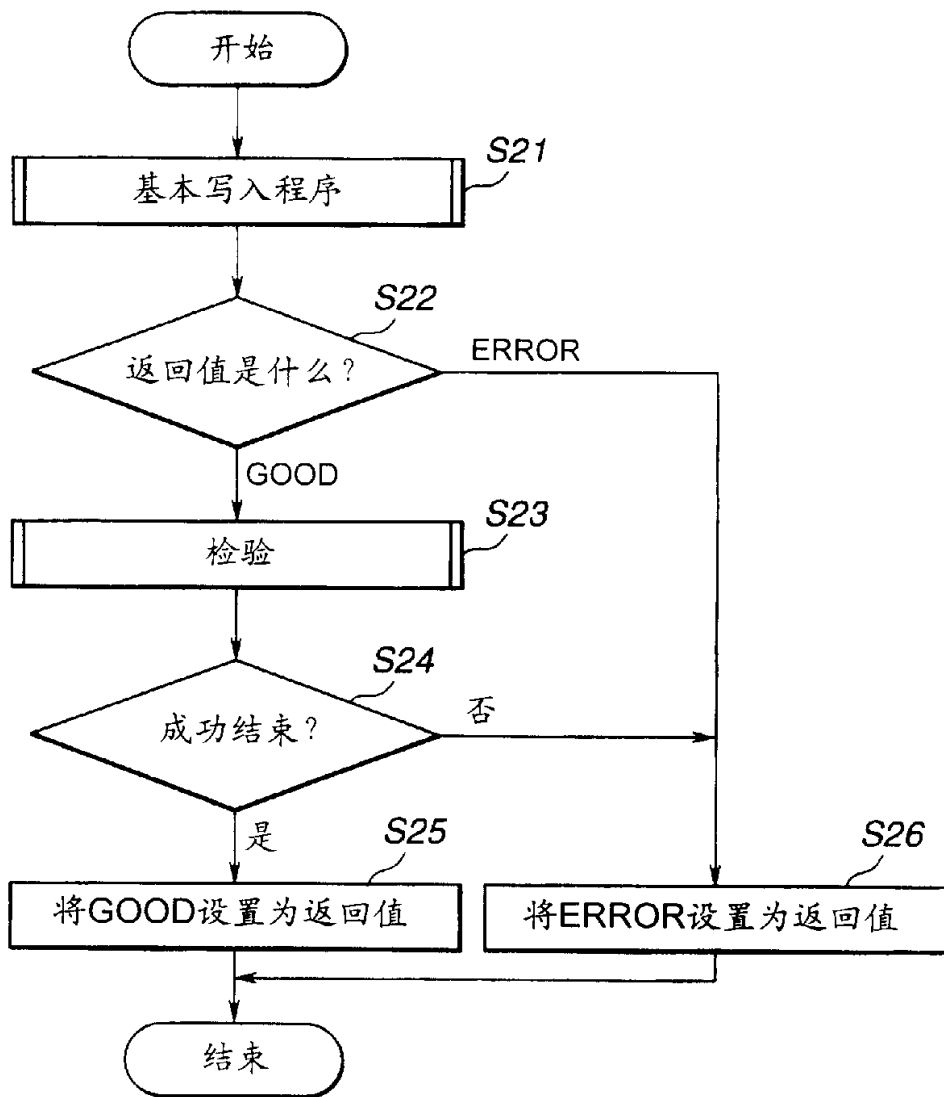 开始
S21
基本写入程序
S22
返回值是什么?
ERROR
GOOD
S23
检验
S24
成功结束?
否
是
S25
将GOOD设置为返回值
S26
将ERROR设置为返回值
结束